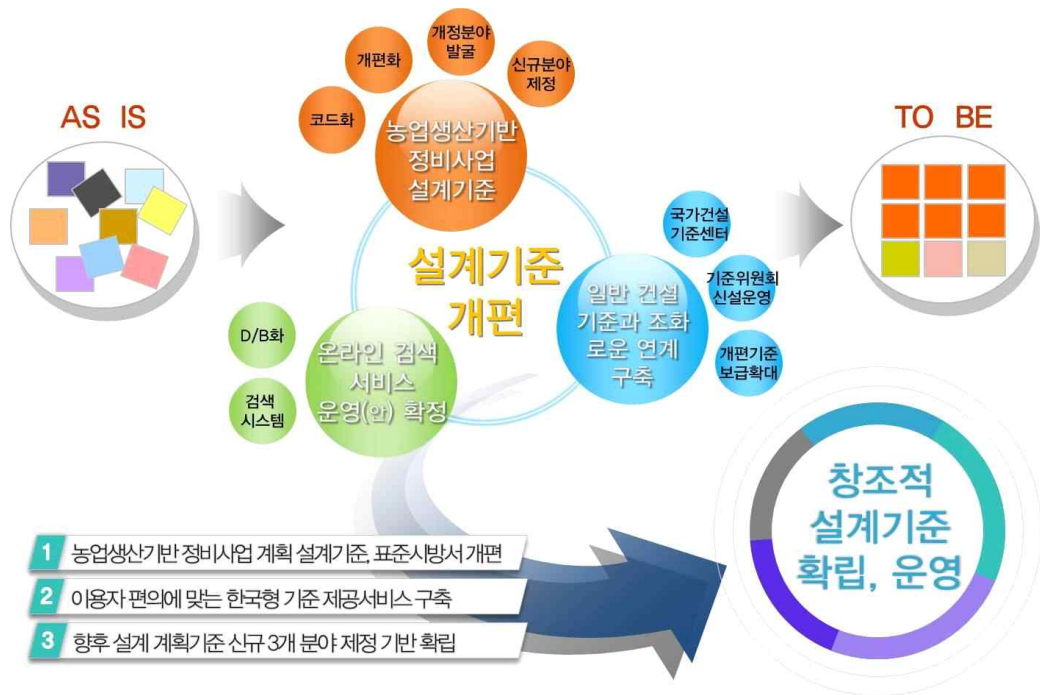 개정분야
발굴
개편화
신규분야
제정
코드화
AS IS
TO BE
농업생산기반
정비사업
설계기준
국가건설
기준센터
설계기준
개편
기준위원회
신설운영
일반 건설
기준과 조화
로운 연계
구축
D/B화
온라인 검색
서비스
운영(안) 확정
개편기준
보급확대
검색
시스템
창조적
설계기준
확립, 운영
1 농업생산기반 정비사업 계획 설계기준, 표준시방서 개편
2 이용자 편의에 맞는 한국형 기준 제공서비스 구축
3 향후 설계 계획기준 신규 3개 분야 제정 기반 확립